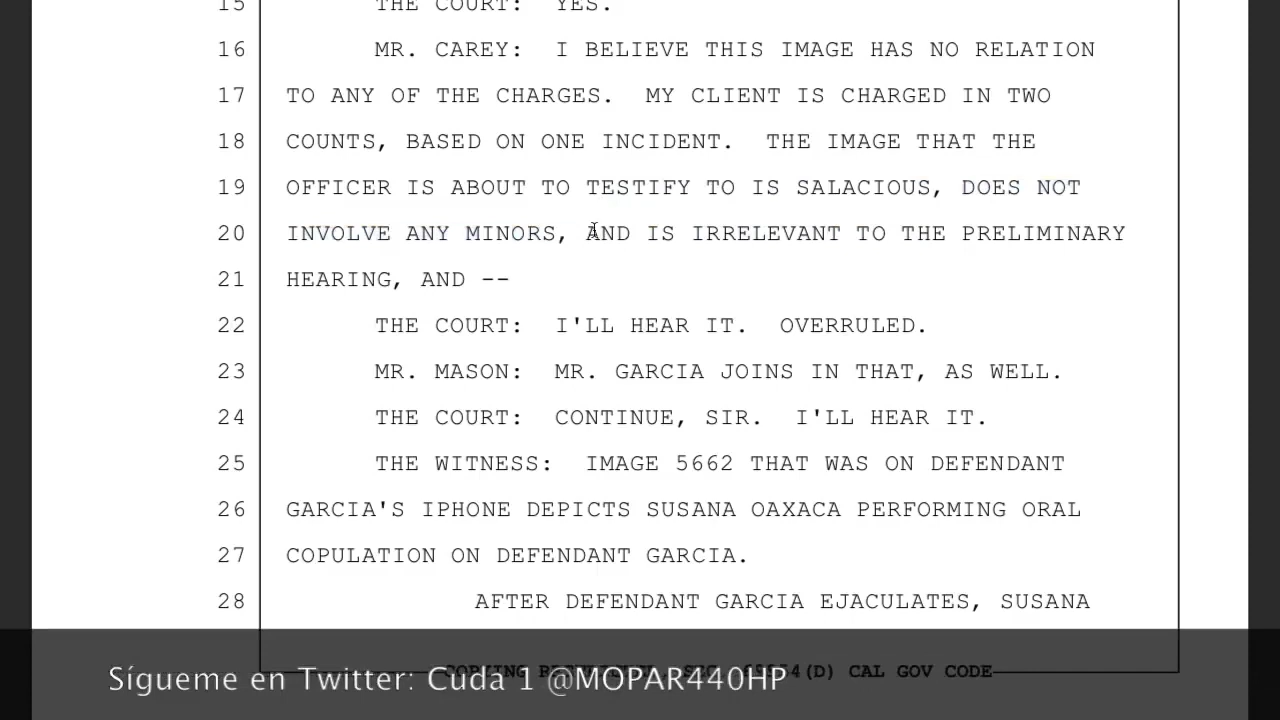 15 THE COURT: YES.
16 MR. CAREY: I BELIEVE THIS IMAGE HAS NO RELATION
17 TO ANY OF THE CHARGES. MY CLIENT IS CHARGED IN TWO
18 COUNTS, BASED ON ONE INCIDENT. THE IMAGE THAT THE
19 OFFICER IS ABOUT TO TESTIFY TO IS SALACIOUS, DOES NOT
20 INVOLVE ANY MINORS, AND IS IRRELEVANT TO THE PRELIMINARY
21 HEARING, AND --
22 THE COURT: I'LL HEAR IT. OVERRULED.
23 MR. MASON: MR. GARCIA JOINS IN THAT, AS WELL.
24 THE COURT: CONTINUE, SIR. I'LL HEAR IT.
25 THE WITNESS: IMAGE 5662 THAT WAS ON DEFENDANT
26 GARCIA'S IPHONE DEPICTS SUSANA OAXACA PERFORMING ORAL
27 COPULATION ON DEFENDANT GARCIA.
28 AFTER DEFENDANT GARCIA EJACULATES, SUSANA
(D) CAL GOV CODE
Sígueme en Twitter: Cuda 1 @MOPAR440HP